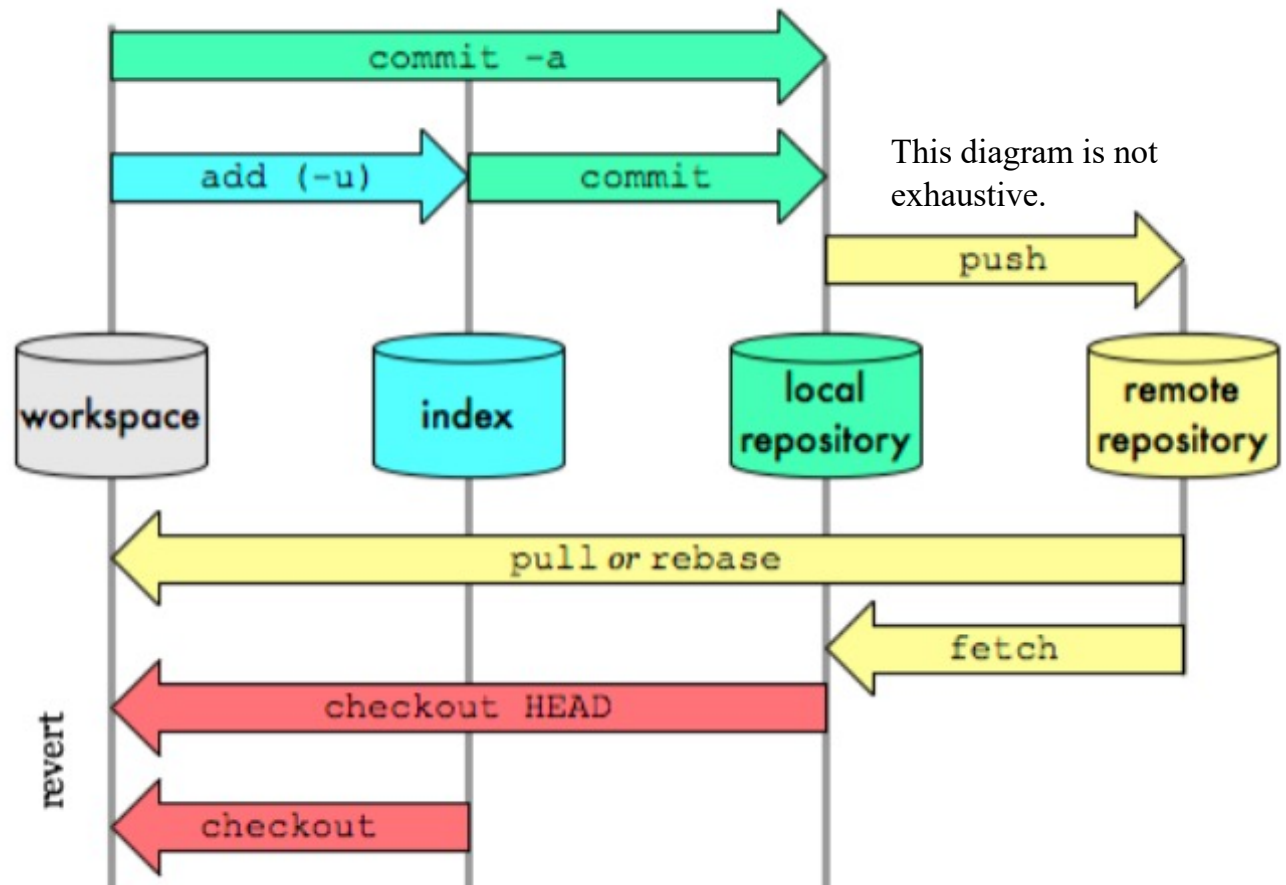 commit -a
add (-u)
commit
This diagram is not
exhaustive.
push
workspace
index
local
repository
remote
repository
pull or rebase
fetch
checkout HEAD
revert
checkout